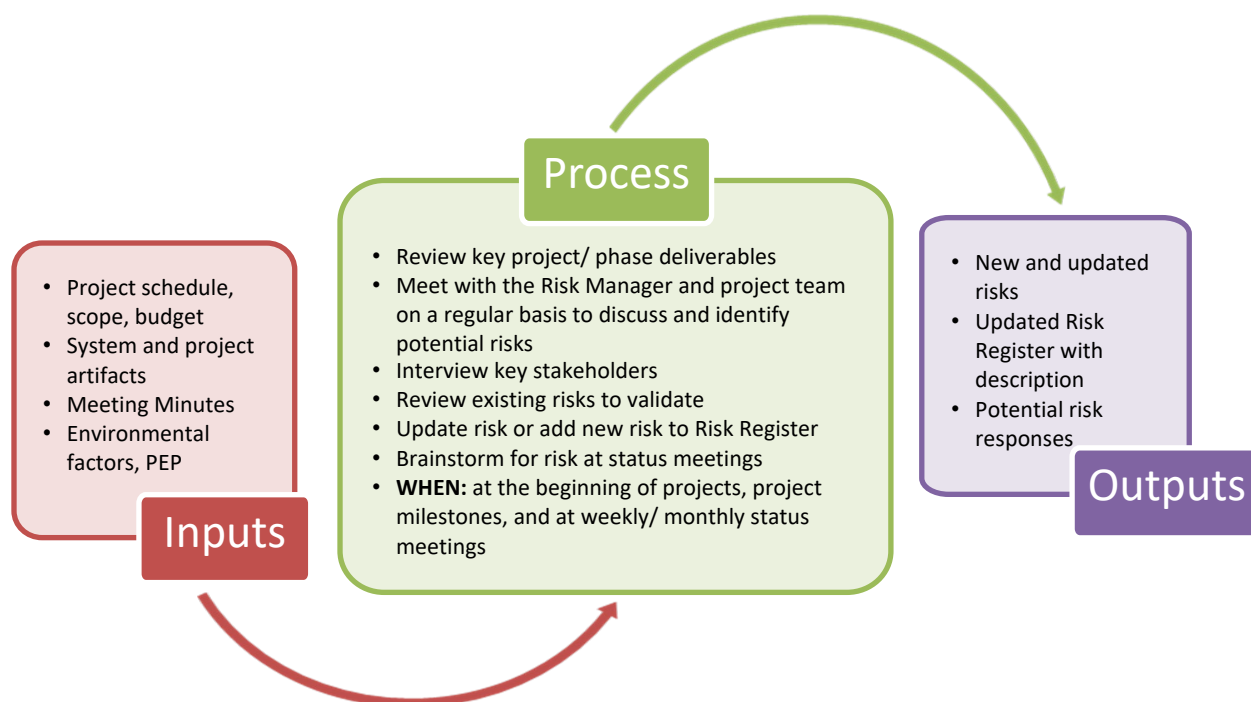 Process
• Review key project/ phase deliverables
• Meet with the Risk Manager and project team
on a regular basis to discuss and identify
potential risks
• Interview key stakeholders
• Review existing risks to validate
• Update risk or add new risk to Risk Register
• Brainstorm for risk at status meetings
• WHEN: at the beginning of projects, project
milestones, and at weekly/ monthly status
meetings
• Project schedule,
scope, budget
• System and project
artifacts
• Meeting Minutes
• Environmental
factors, PEP
Inputs
• New and updated
risks
• Updated Risk
Register with
description
• Potential risk
responses
Outputs